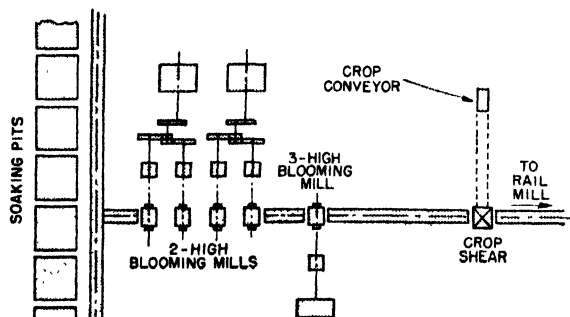 SOAKING PITS
CROP
CONVEYOR
3-HIGH
BLOOMING
MILL
TO
RAIL
MILL
2-HIGH
BLOOMING MILLS
CROP
SHEAR